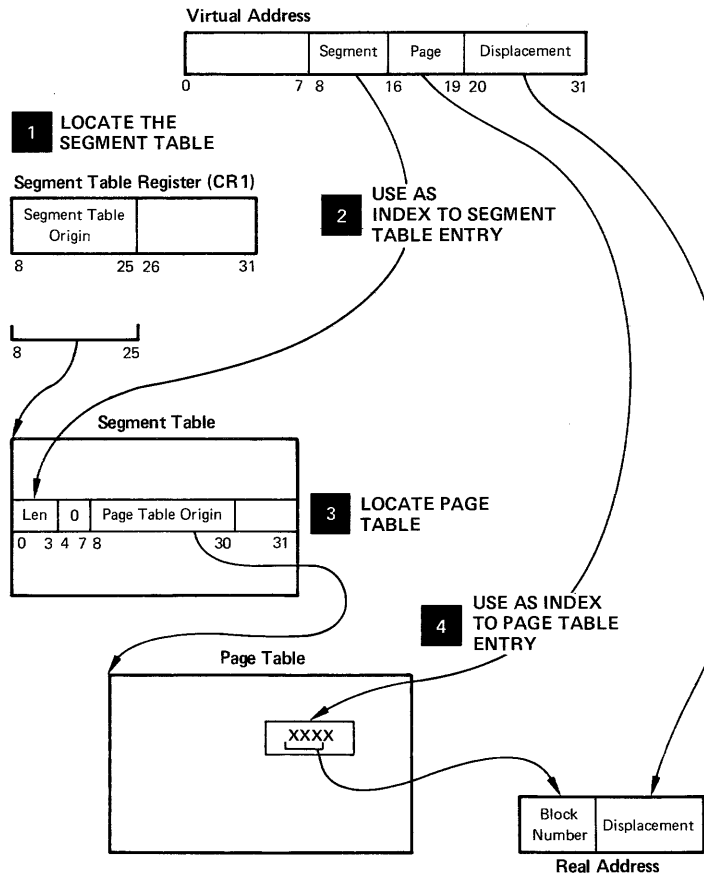 Virtual Address
Segment Page Displacement
0 7 8 16 19 20 31
1 LOCATE THE
SEGMENT TABLE
Segment Table Register (CR1)
Segment Table
Origin
8 25 26 31
2 USE AS
INDEX TO SEGMENT
TABLE ENTRY
8 25
Segment Table
Len 0 Page Table Origin
0 3 4 7 8 30 31
3 LOCATE PAGE
TABLE
4 USE AS INDEX
TO PAGE TABLE
ENTRY
Page Table
XXXX
Block
Number
Displacement
Real Address